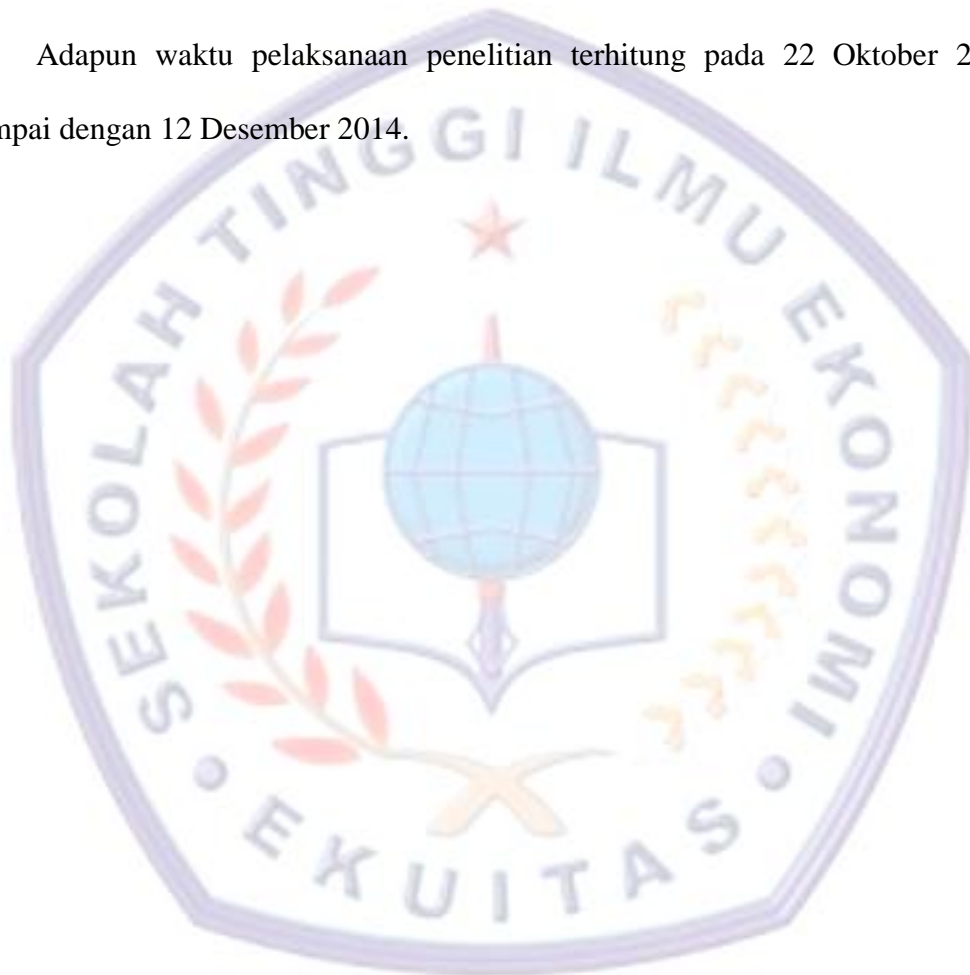 Adapun waktu pelaksanaan penelitian terhitung pada 22 Oktober 2
mpai dengan 12 Desember 2014.
SEKOLAH TINGGI ILMU EKONOMI
• EKUITAS •